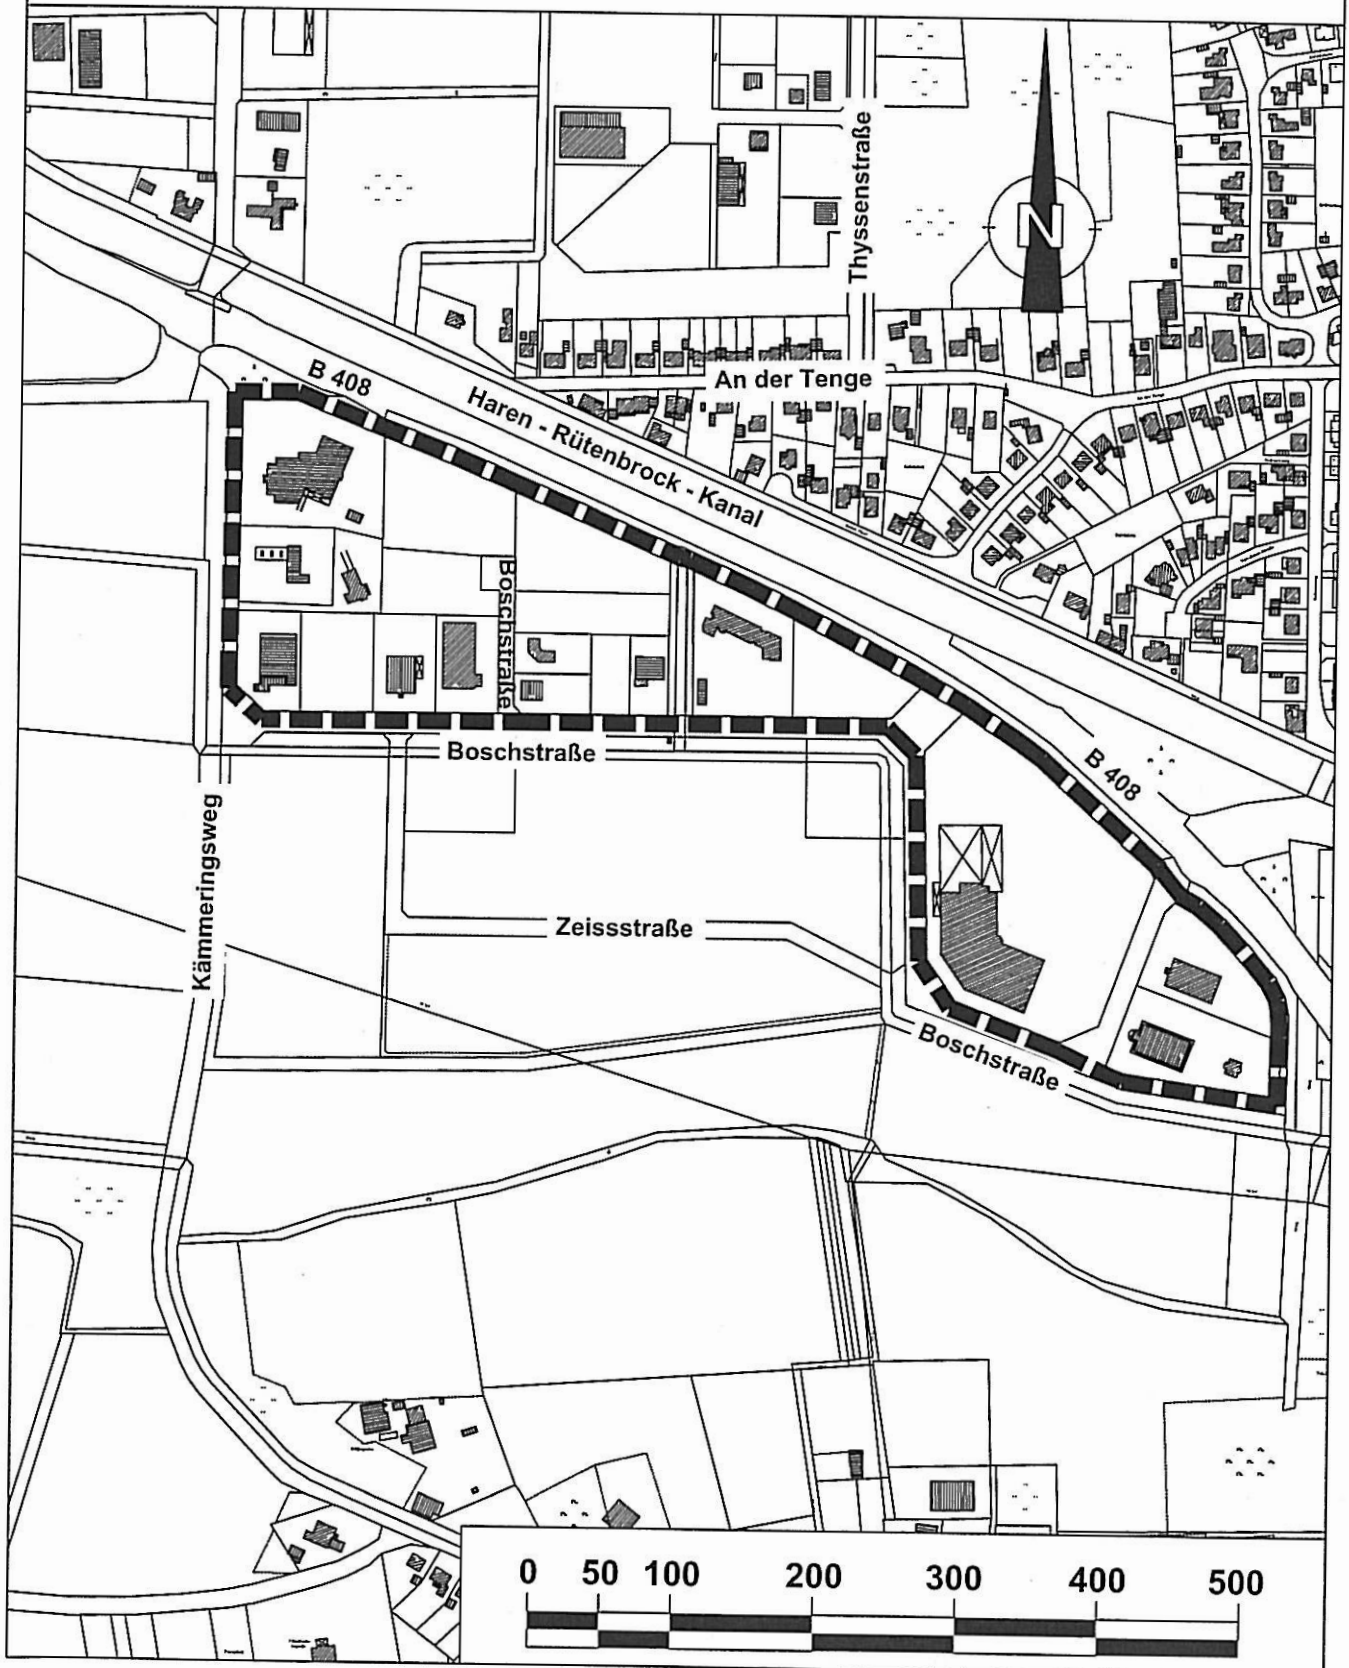 Thyssenstraße
N
B 408
An der Tenge
Haren - Rütenbrock - Kanal
Boschstraße
Boschstraße
B 408
Kämmeringsweg
Zeissstraße
Boschstraße
0 50 100 200 300 400 500